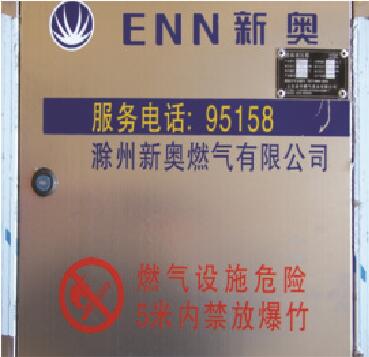 ENN新奥
服务电话: 95158
滁州新奥燃气有限公司
燃气设施危险
5米内禁放爆竹